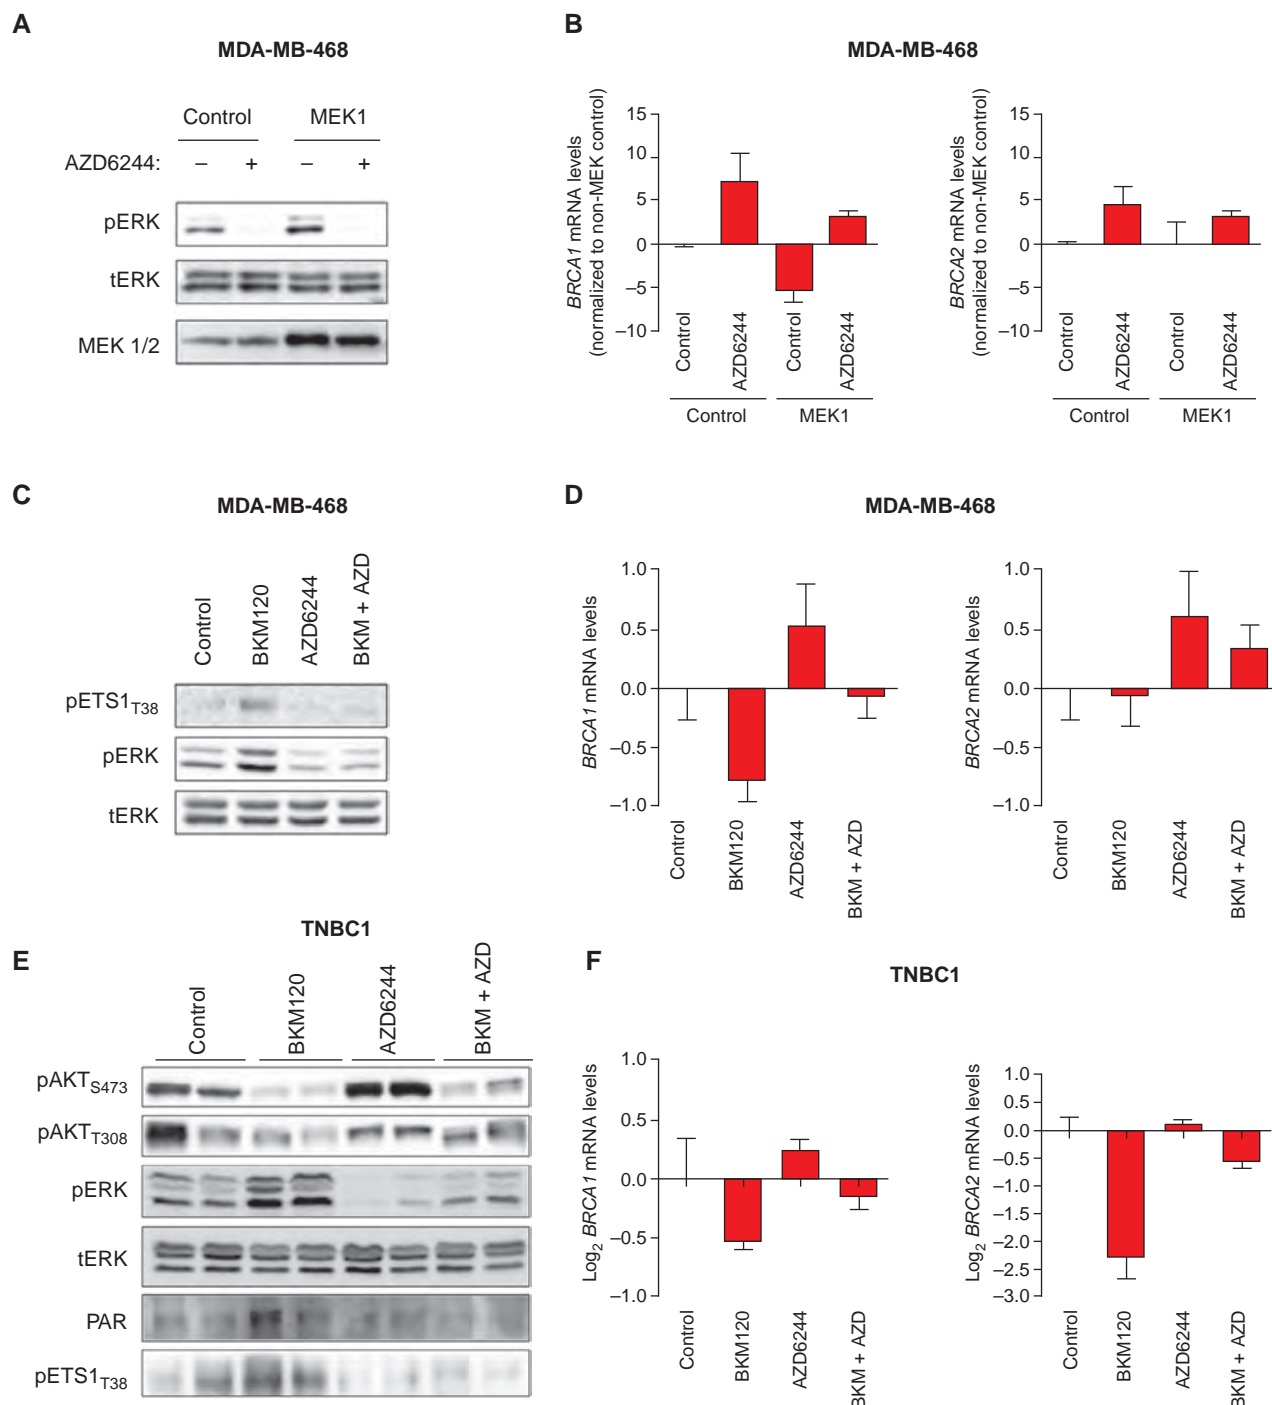 A
MDA-MB-468
Control MEK1
AZD6244: – + – +
pERK
tERK
MEK 1/2
B
MDA-MB-468
BRCA1 mRNA levels
(normalized to non-MEK control)
15
10
5
0
–5
–10
Control
AZD6244
Control
AZD6244
Control
MEK1
BRCA2 mRNA levels
(normalized to non-MEK control)
15
10
5
0
–5
–10
Control
AZD6244
Control
AZD6244
Control
MEK1
C
MDA-MB-468
Control
BKM120
AZD6244
BKM + AZD
pETS1T38
pERK
tERK
D
MDA-MB-468
BRCA1 mRNA levels
1.0
0.5
0.0
–0.5
–1.0
Control
BKM120
AZD6244
BKM + AZD
BRCA2 mRNA levels
1.0
0.5
0.0
–0.5
–1.0
Control
BKM120
AZD6244
BKM + AZD
TNBC1
E
Control
BKM120
AZD6244
BKM + AZD
pAKTS473
pAKTT308
pERK
tERK
PAR
pETS1T38
F
TNBC1
Log2 BRCA1 mRNA levels
1.0
0.5
0.0
–0.5
–1.0
Control
BKM120
AZD6244
BKM + AZD
Log2 BRCA2 mRNA levels
1.0
0.5
0.0
–0.5
–1.0
–1.5
–2.0
–2.5
–3.0
Control
BKM120
AZD6244
BKM + AZD